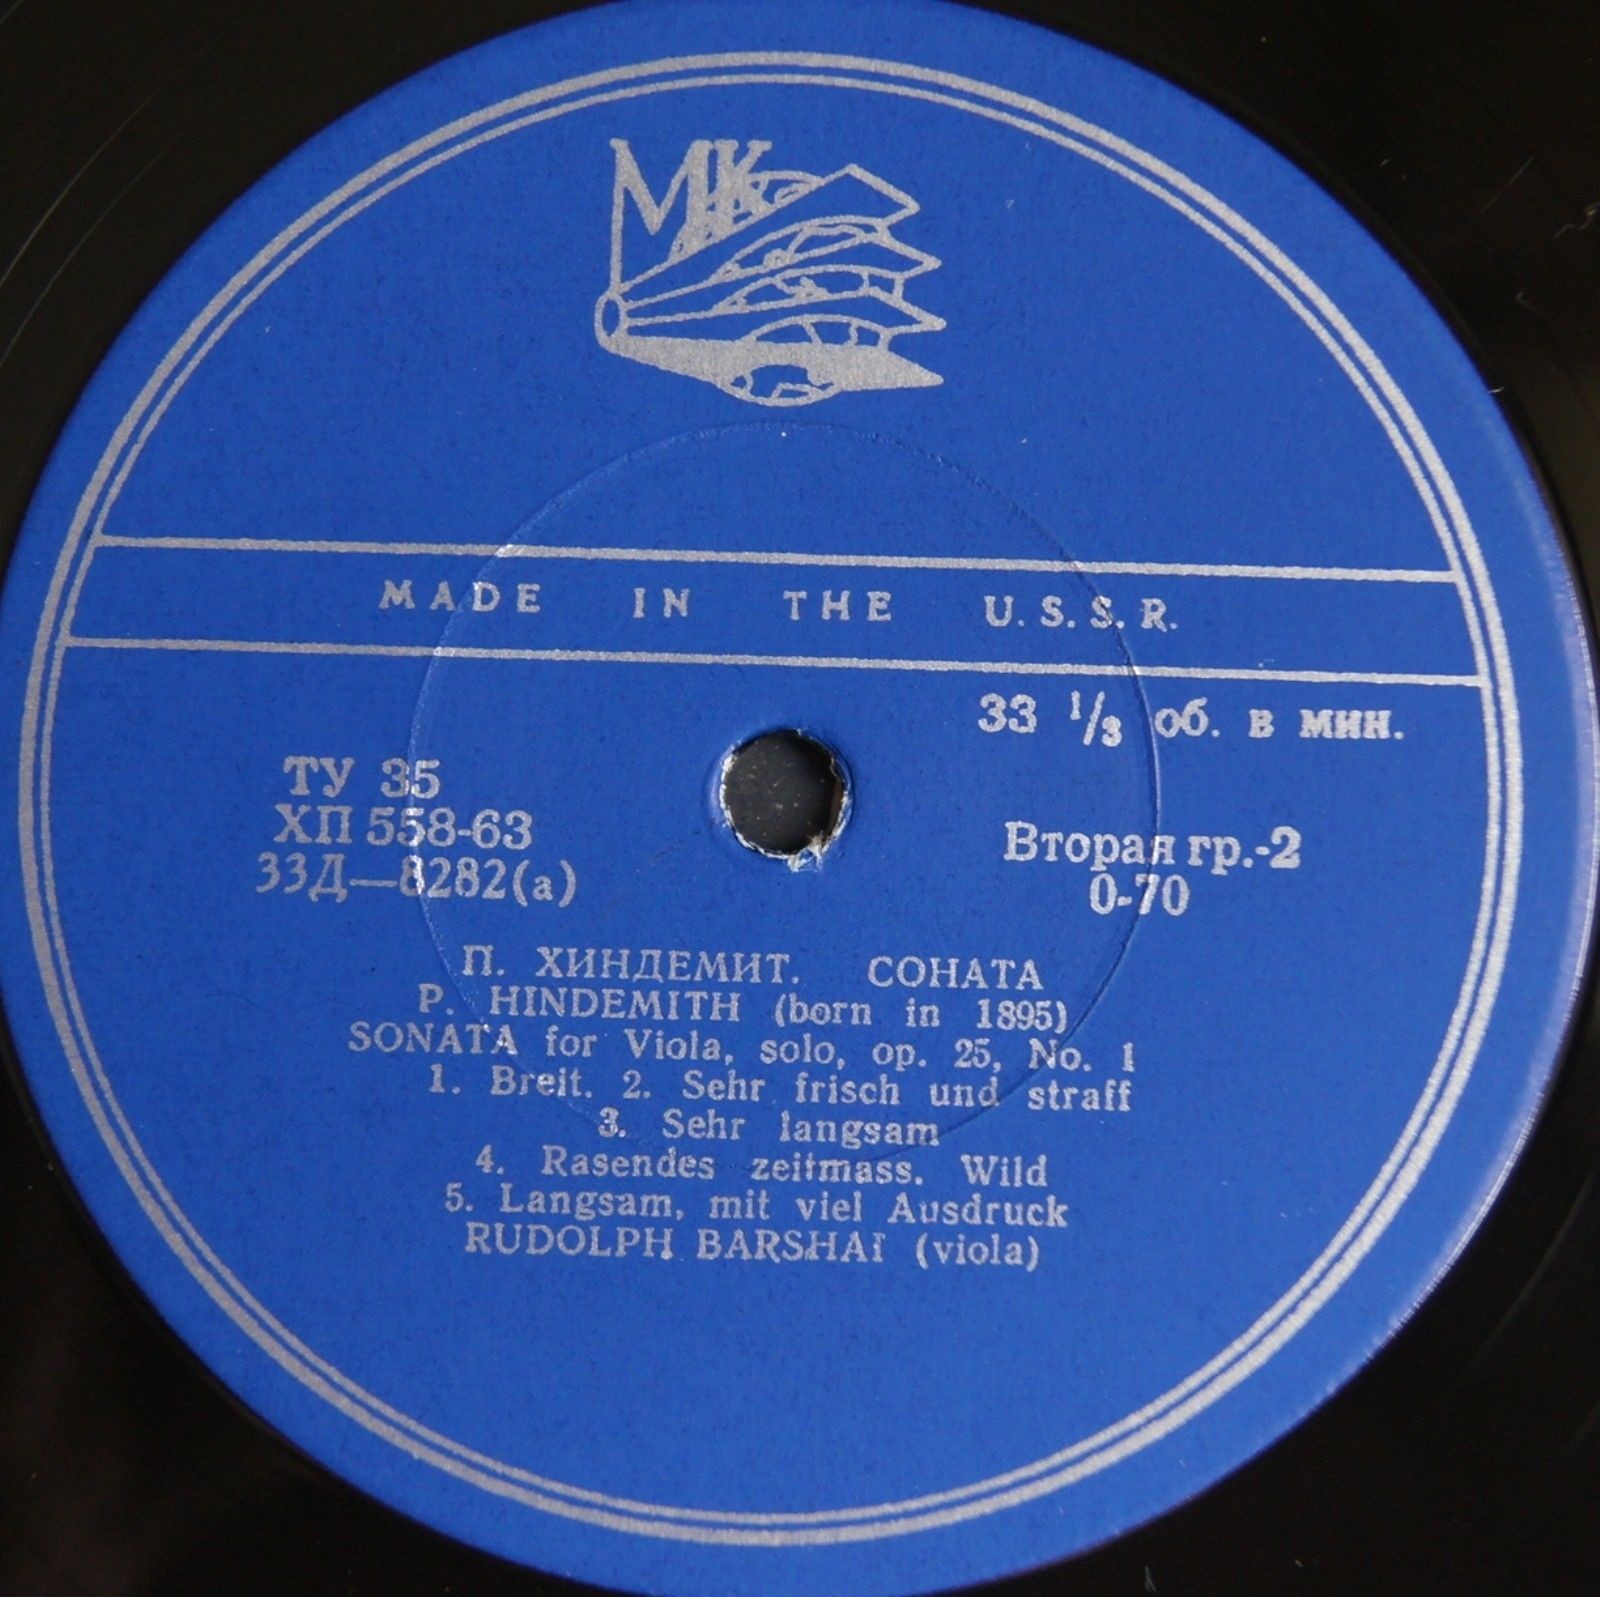 МК
MADE IN THE U.S.S.R.
33 1/3 об. в мин.
ТУ 35
ХП 558-63
33Д—8282(а)
Вторая гр.-2
0-70
П. ХИНДЕМИТ. СОНАТА
P. HINDEMITH (born in 1895)
SONATA for Viola, solo, op. 25, No. 1
1. Breit. 2. Sehr frisch und straff
3. Sehr langsam
4. Rasendes zeitmass. Wild
5. Langsam, mit viel Ausdruck
RUDOLPH BARSHAI (viola)